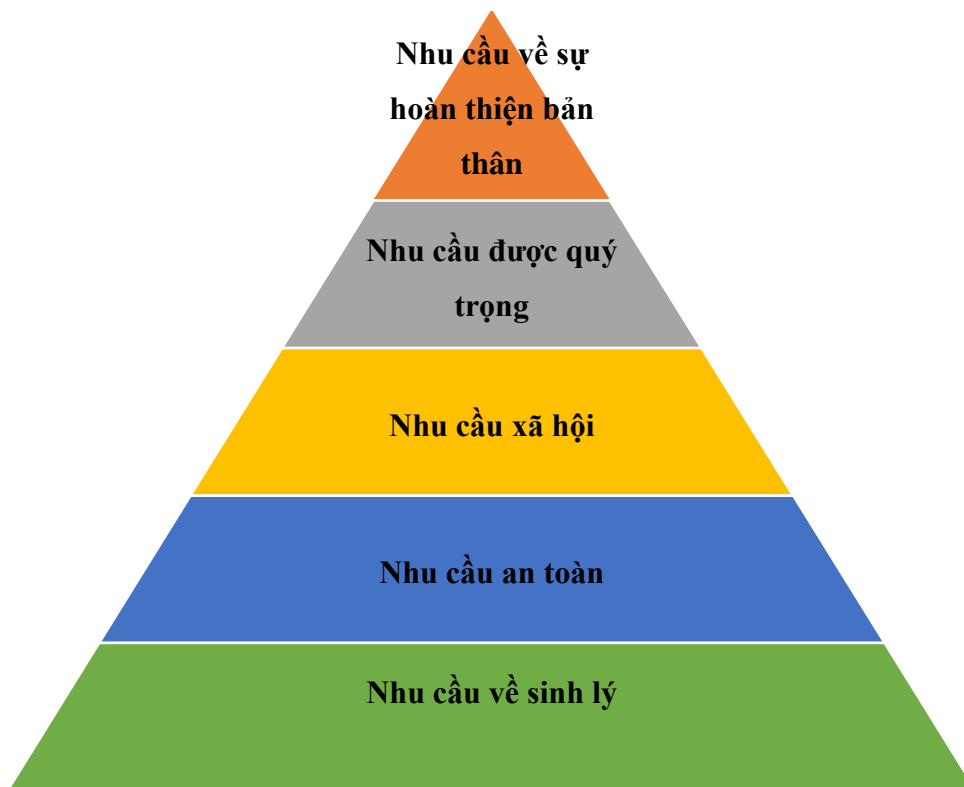 Nhu cầu về sự
hoàn thiện bản
thân
Nhu cầu được quý
trọng
Nhu cầu xã hội
Nhu cầu an toàn
Nhu cầu về sinh lý